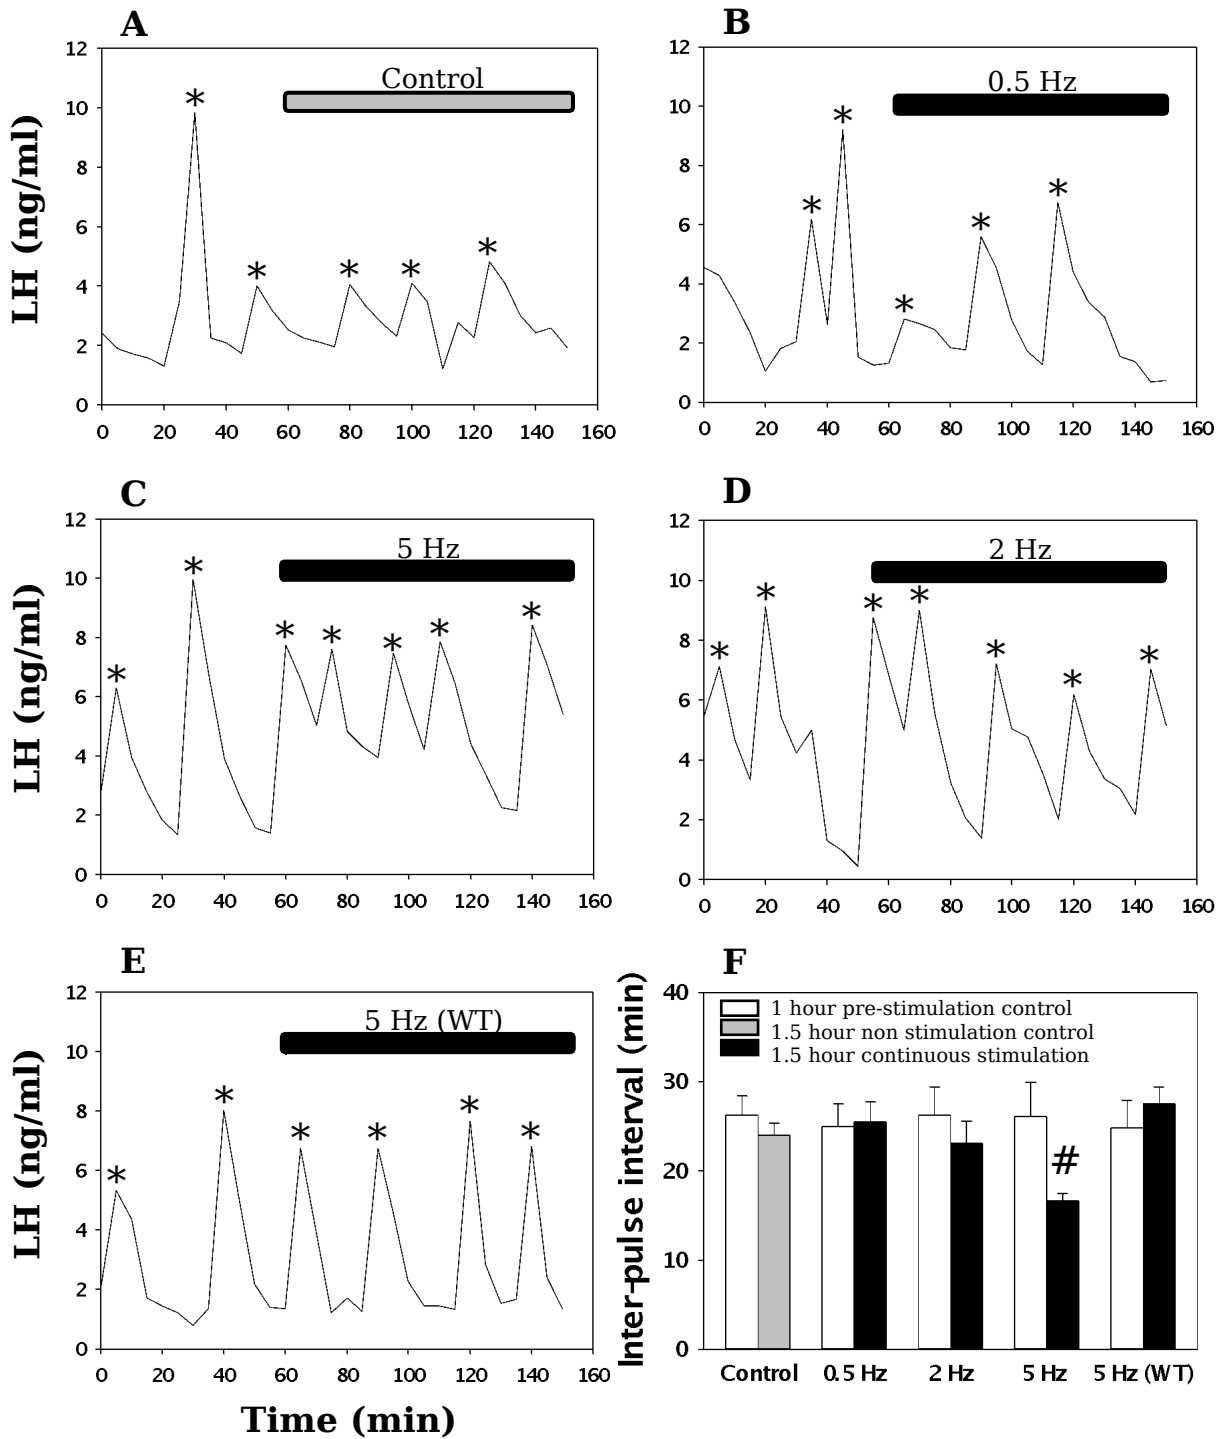 A
Control
LH (ng/ml)
*
*
*
*
*
12
10
8
6
4
2
0
0 20 40 60 80 100 120 140 160
B
0.5 Hz
*
*
*
*
*
12
10
8
6
4
2
0
0 20 40 60 80 100 120 140 160
C
5 Hz
LH (ng/ml)
*
*
*
*
*
*
*
12
10
8
6
4
2
0
0 20 40 60 80 100 120 140 160
D
2 Hz
*
*
*
*
*
*
*
12
10
8
6
4
2
0
0 20 40 60 80 100 120 140 160
E
5 Hz (WT)
LH (ng/ml)
*
*
*
*
*
*
12
10
8
6
4
2
0
0 20 40 60 80 100 120 140 160
Time (min)
F
Inter-pulse interval (min)
40
30
20
10
0
1 hour pre-stimulation control
1.5 hour non stimulation control
1.5 hour continuous stimulation
#
Control 0.5 Hz 2 Hz 5 Hz 5 Hz (WT)